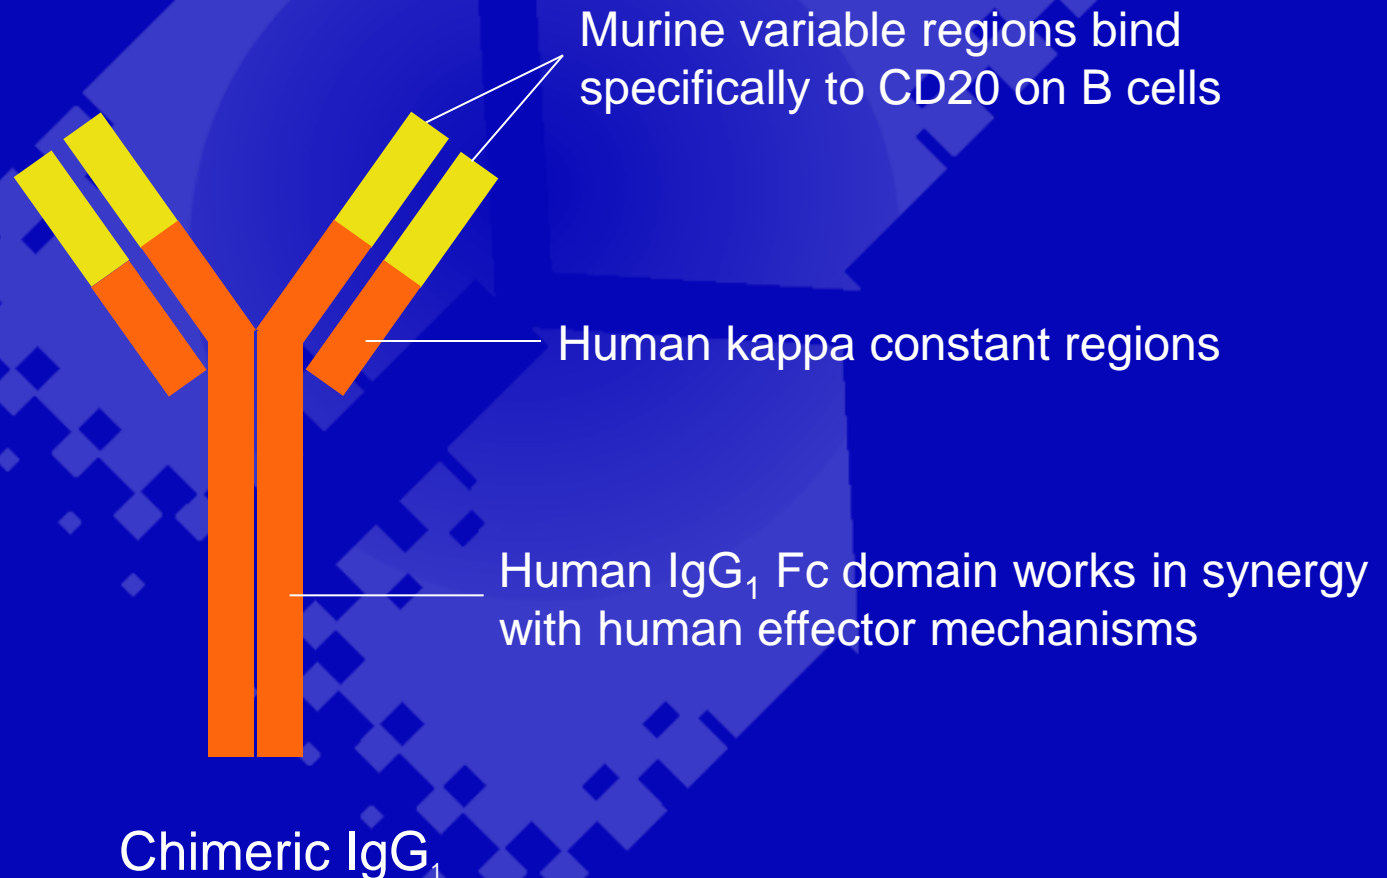 Murine variable regions bind
specifically to CD20 on B cells
Human kappa constant regions
Human IgG₁ Fc domain works in synergy
with human effector mechanisms
Chimeric IgG₁